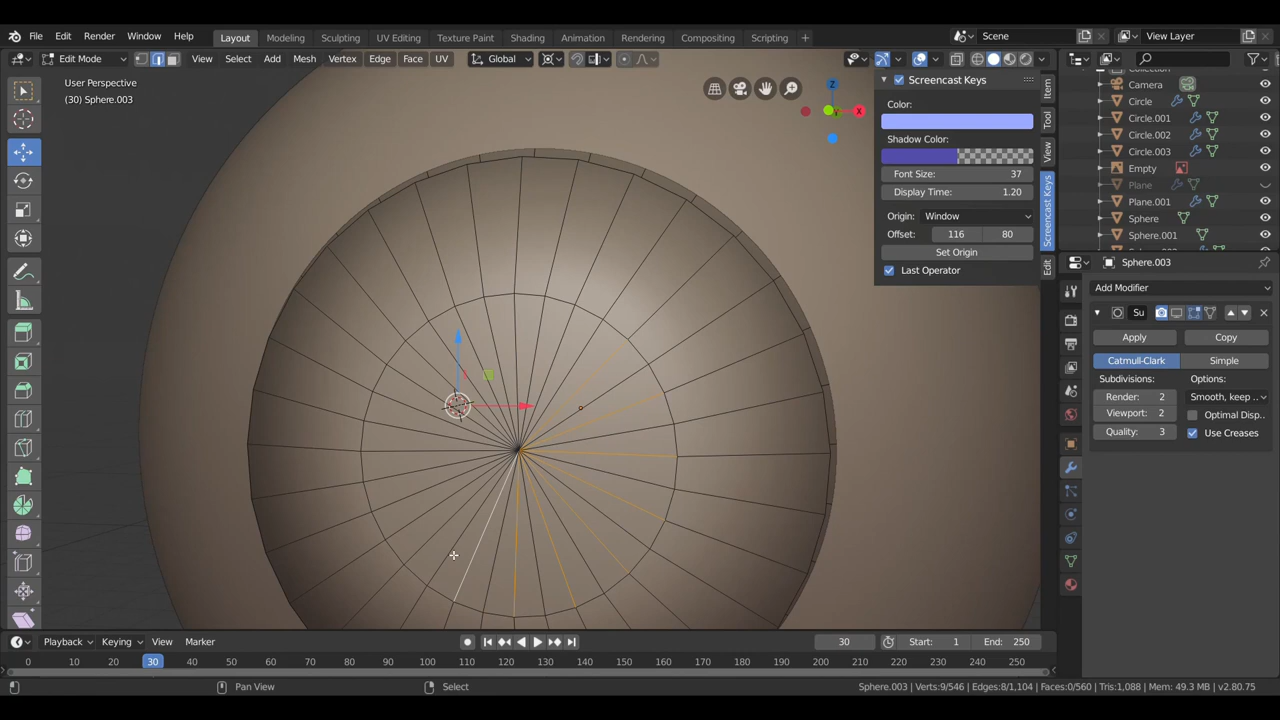 File Edit Render Window Help Layout Modeling Sculpting UV Editing Texture Paint Shading Animation Rendering Compositing Scripting + Scene View Layer
Edit Mode View Select Add Mesh Vertex Edge Face UV Global
User Perspective
(30) Sphere.003
Z
X
Screencast Keys
Color:
Shadow Color:
Font Size: 37
Display Time: 1.20
Origin: Window
Offset: 116 80
Set Origin
Last Operator
Item
Tool
View
Screencast Keys
Edit
Camera
Circle
Circle.001
Circle.002
Circle.003
Empty
Plane
Plane.001
Sphere
Sphere.001
Sphere.003
Add Modifier
Su
Apply Copy
Catmull-Clark Simple
Subdivisions: Options:
Render: 2 Smooth, keep ..
Viewport: 2 Optimal Disp..
Quality: 3 Use Creases
Playback Keying View Marker 30 Start: 1 End: 250
0 10 20 30 40 50 60 70 80 90 100 110 120 130 140 150 160 170 180 190 200 210 220 230 240 250
Pan View Select Sphere.003 | Verts:9/546 | Edges:8/1,104 | Faces:0/560 | Tris:1,088 | Mem: 49.3 MB | v2.80.75